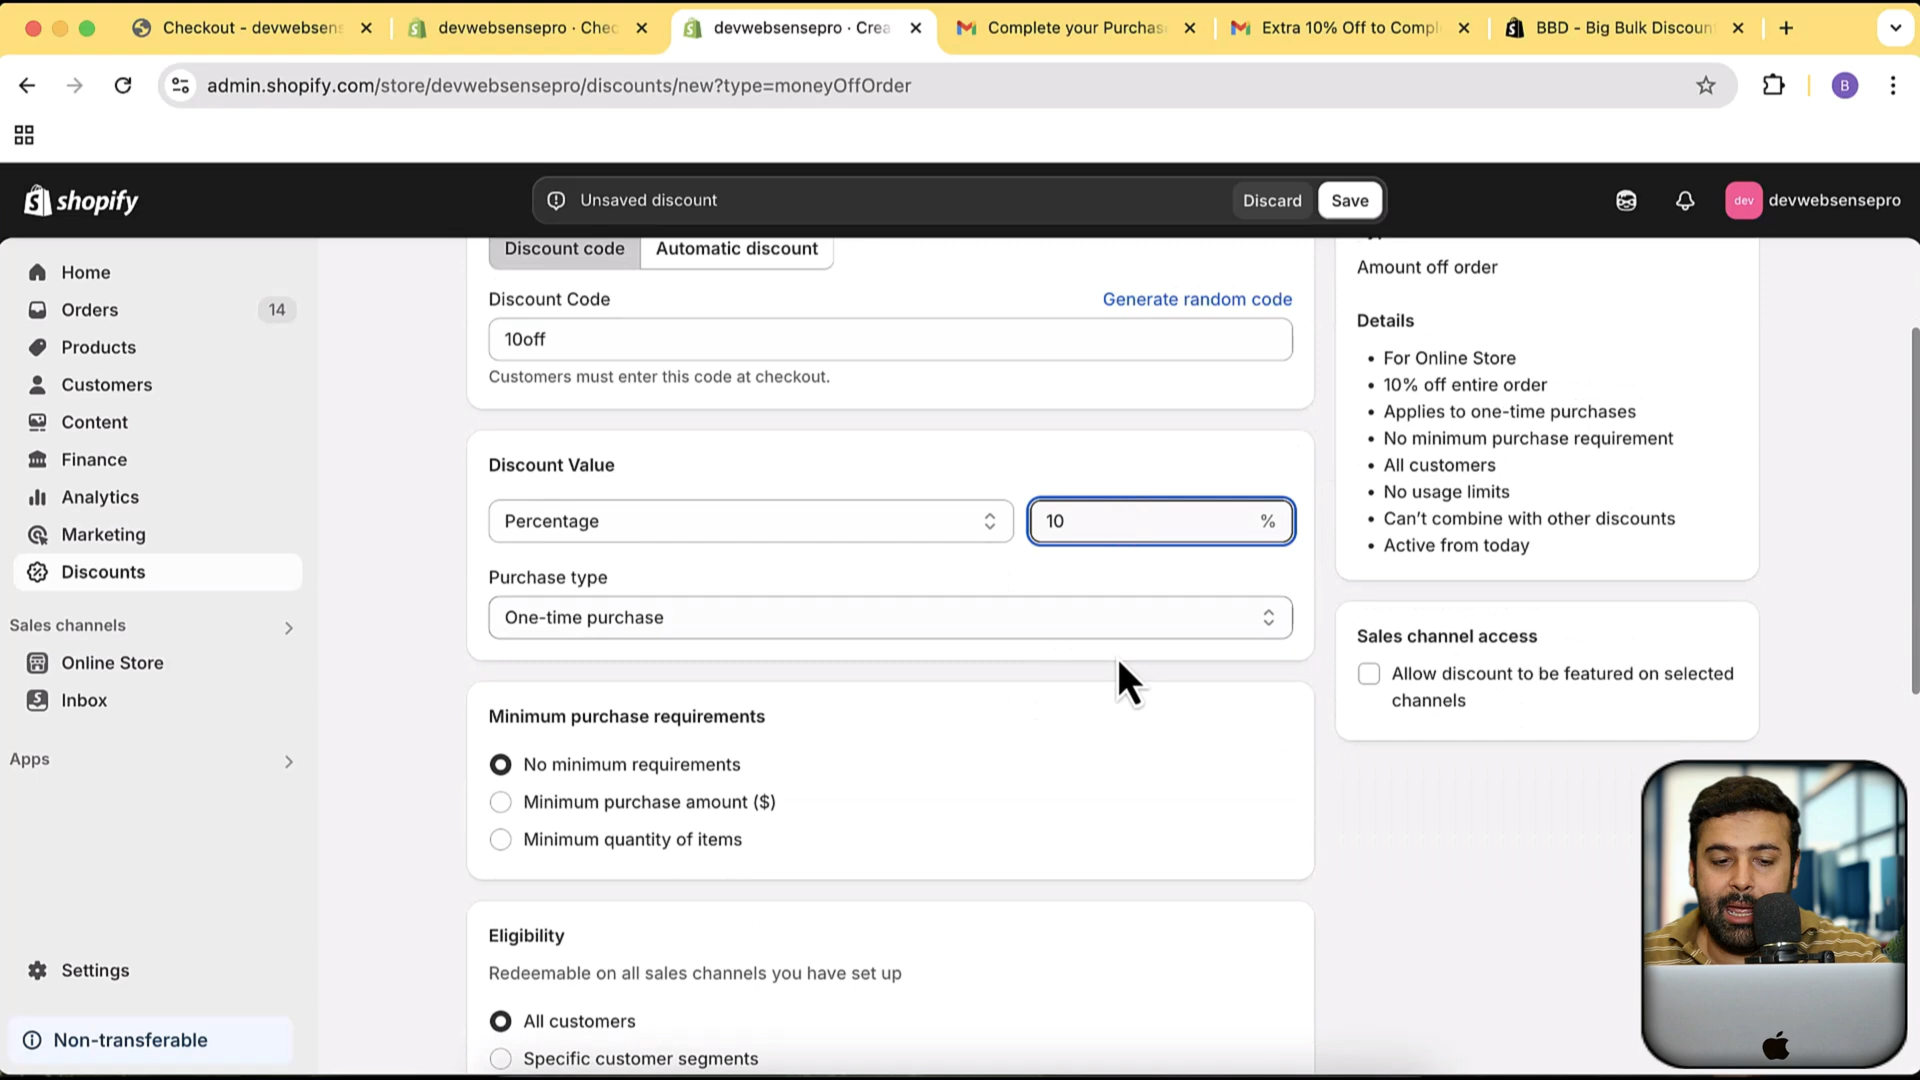 Checkout - devwebsens
devwebsensepro · Chec
devwebsensepro · Crea
Complete your Purchas
Extra 10% Off to Compl
BBD - Big Bulk Discoun
admin.shopify.com/store/devwebsensepro/discounts/new?type=moneyOffOrder
B
shopify
Unsaved discount
Discard
Save
dev
devwebsensepro
Home
Orders
14
Products
Customers
Content
Finance
Analytics
Marketing
Discounts
Sales channels
Online Store
Inbox
Apps
Settings
Non-transferable
Discount code
Automatic discount
Discount Code
Generate random code
10off
Customers must enter this code at checkout.
Discount Value
Percentage
10
%
Purchase type
One-time purchase
Minimum purchase requirements
No minimum requirements
Minimum purchase amount ($)
Minimum quantity of items
Eligibility
Redeemable on all sales channels you have set up
All customers
Specific customer segments
Amount off order
Details
• For Online Store
• 10% off entire order
• Applies to one-time purchases
• No minimum purchase requirement
• All customers
• No usage limits
• Can't combine with other discounts
• Active from today
Sales channel access
Allow discount to be featured on selected
channels